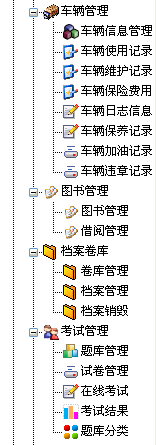 车辆管理
车辆信息管理
车辆使用记录
车辆维护记录
车辆保险费用
车辆日志信息
车辆保养记录
车辆加油记录
车辆违章记录
图书管理
图书管理
借阅管理
档案卷库
卷库管理
档案管理
档案销毁
考试管理
题库管理
试卷管理
在线考试
考试结果
题库分类